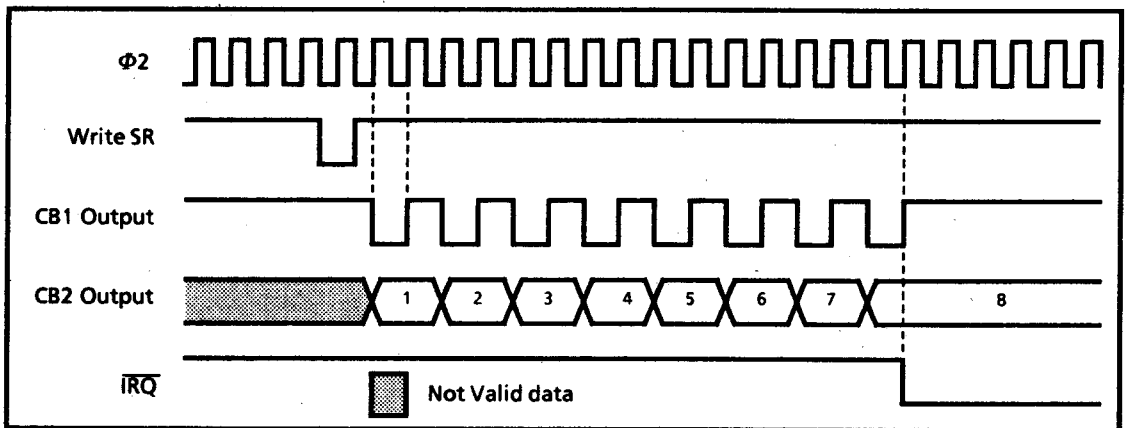 Φ2
Write SR
CB1 Output
CB2 Output 1 2 3 4 5 6 7 8
IRQ
Not Valid data